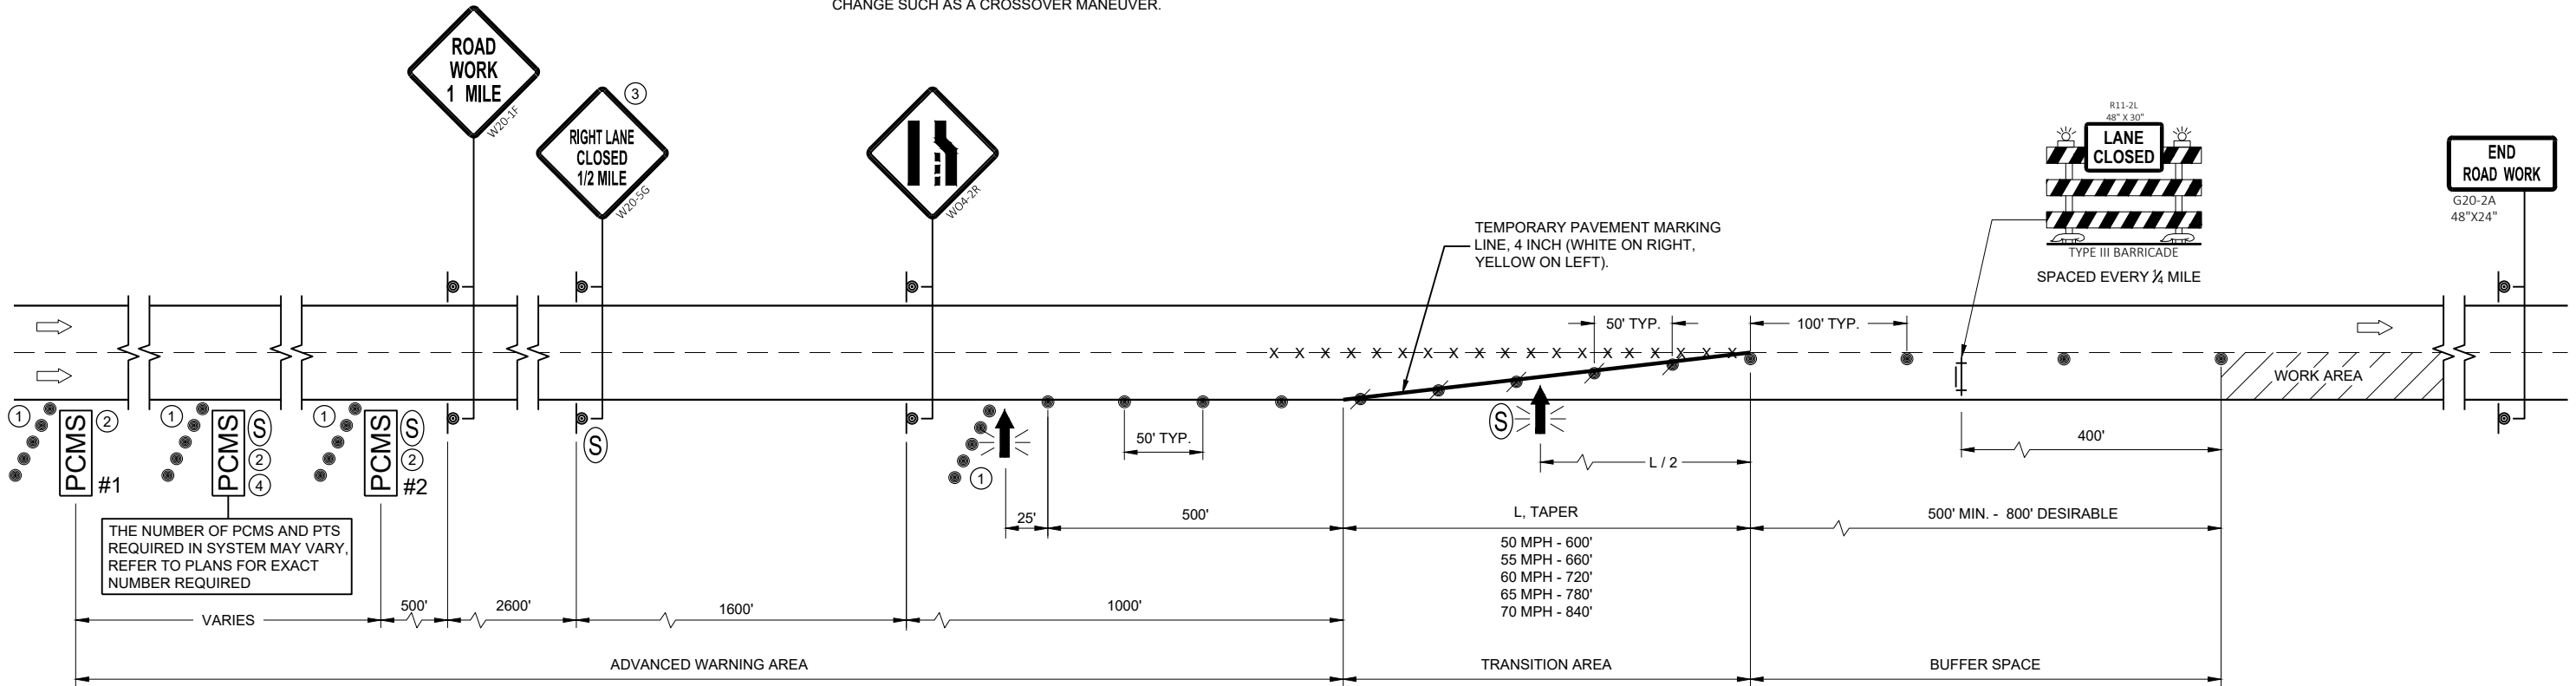 CHANGE SUCH AS A CROSSOVER MANEUVER.
ROAD
WORK
1 MILE
W20-1F
3
RIGHT LANE
CLOSED
1/2 MILE
W20-5G
WO4-2R
R11-2L
48" X 30"
LANE
CLOSED
TYPE III BARRICADE
SPACED EVERY 1/4 MILE
END
ROAD WORK
G20-2A
48"X24"
TEMPORARY PAVEMENT MARKING
LINE, 4 INCH (WHITE ON RIGHT,
YELLOW ON LEFT).
50' TYP.
100' TYP.
X X X X X X X X X X X X X X X X X X X
WORK AREA
1
PCMS
2
#1
1
PCMS
S
2
4
1
PCMS
S
2
#2
S
1
50' TYP.
S
L / 2
400'
THE NUMBER OF PCMS AND PTS
REQUIRED IN SYSTEM MAY VARY,
REFER TO PLANS FOR EXACT
NUMBER REQUIRED
25'
500'
L, TAPER
50 MPH - 600'
55 MPH - 660'
60 MPH - 720'
65 MPH - 780'
70 MPH - 840'
500' MIN. - 800' DESIRABLE
VARIES
500'
2600'
1600'
1000'
ADVANCED WARNING AREA
TRANSITION AREA
BUFFER SPACE